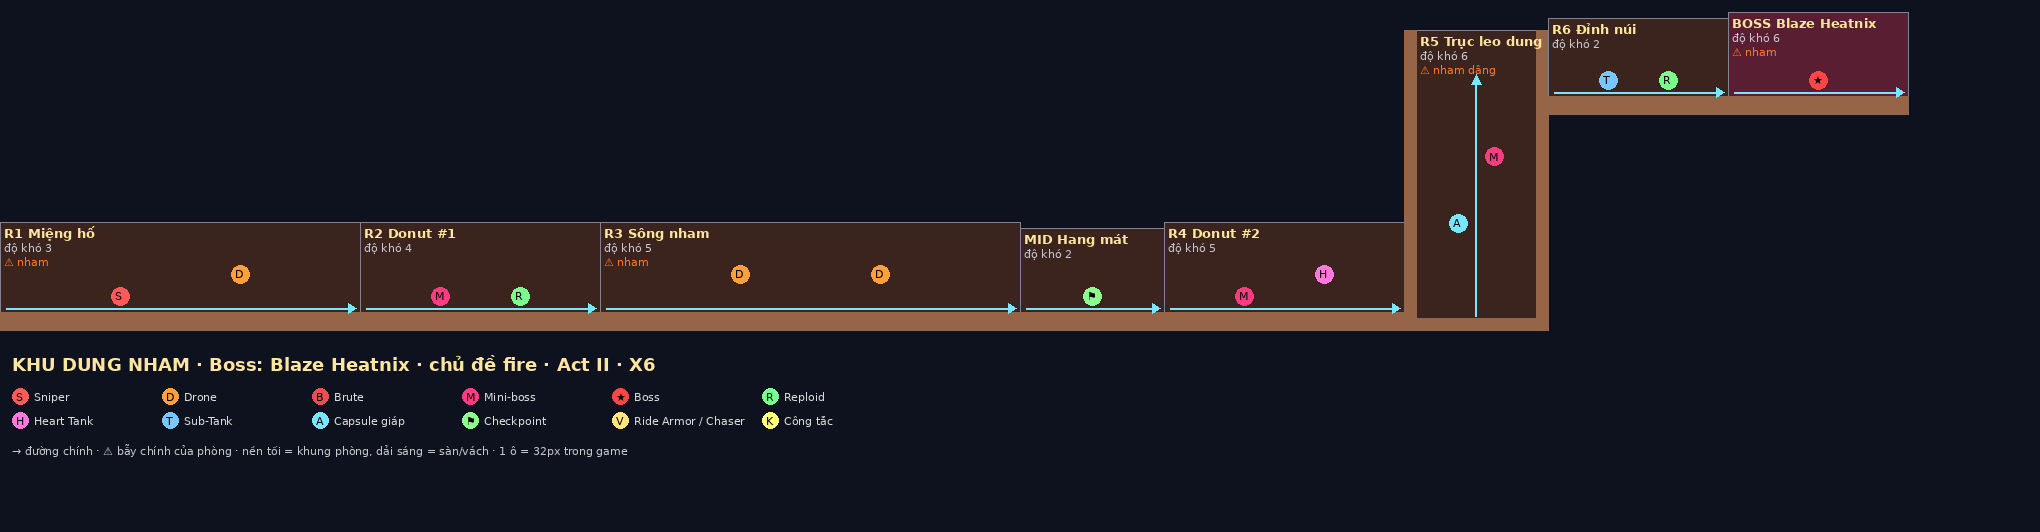 R1 Miệng hố
độ khó 3
⚠ nham
S
D
R2 Donut #1
độ khó 4
M
R
R3 Sông nham
độ khó 5
⚠ nham
D
D
MID Hang mát
độ khó 2
⚑
R4 Donut #2
độ khó 5
M
H
R5 Trục leo dung
độ khó 6
⚠ nham dâng
M
A
R6 Đỉnh núi
độ khó 2
T
R
BOSS Blaze Heatnix
độ khó 6
⚠ nham
★
KHU DUNG NHAM · Boss: Blaze Heatnix · chủ đề fire · Act II · X6
S Sniper D Drone B Brute M Mini-boss ★ Boss R Reploid
H Heart Tank T Sub-Tank A Capsule giáp ⚑ Checkpoint V Ride Armor / Chaser K Công tắc
→ đường chính · ⚠ bẫy chính của phòng · nền tối = khung phòng, dải sáng = sàn/vách · 1 ô = 32px trong game